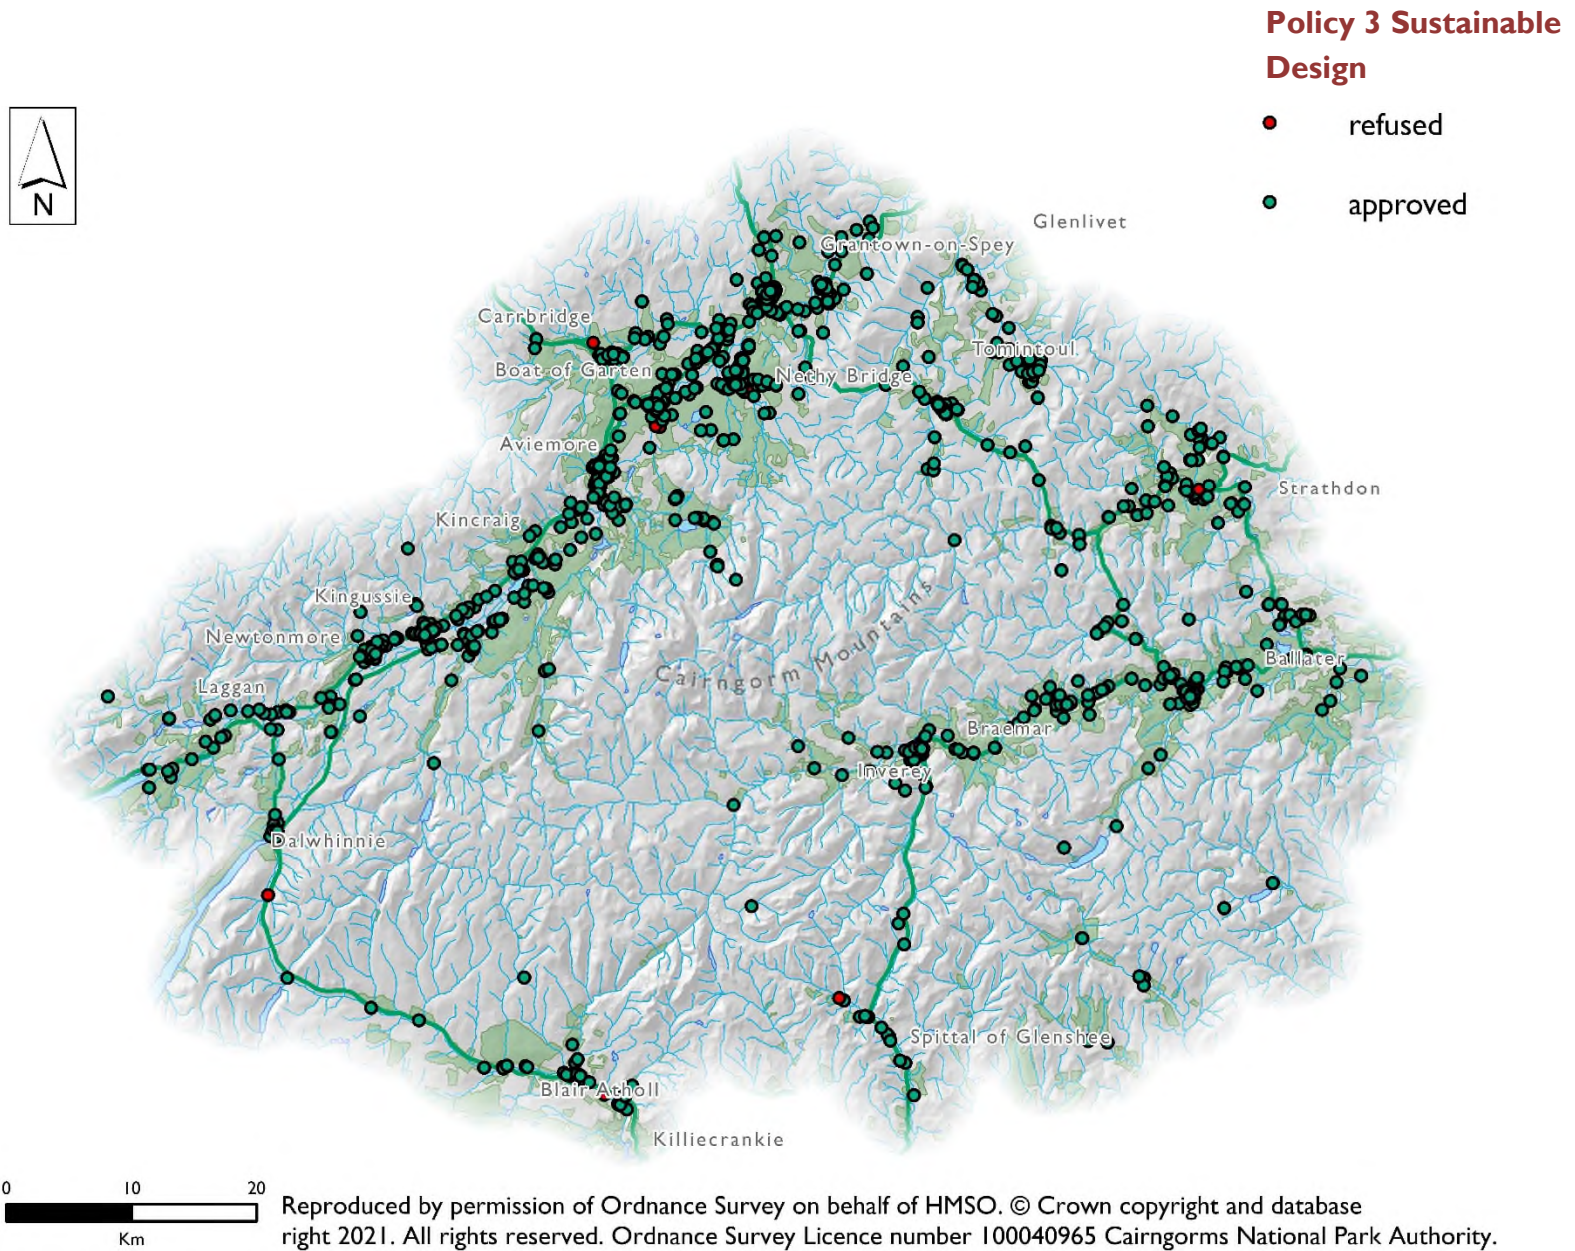 Policy 3 Sustainable
Design
refused
approved
N
Glenlivet
Grantown-on-Spey
Carrbridge
Tomintoul
Boat of Garten
Nethy Bridge
Aviemore
Strathdon
Kincraig
Kingussie
Newtonmore
Cairngorm Mountains
Ballater
Laggan
Braemar
Inverey
Dalwhinnie
Spittal of Glenshee
Blair Atholl
Killiecrankie
0 10 20
Km
Reproduced by permission of Ordnance Survey on behalf of HMSO. © Crown copyright and database
right 2021. All rights reserved. Ordnance Survey Licence number 100040965 Cairngorms National Park Authority.